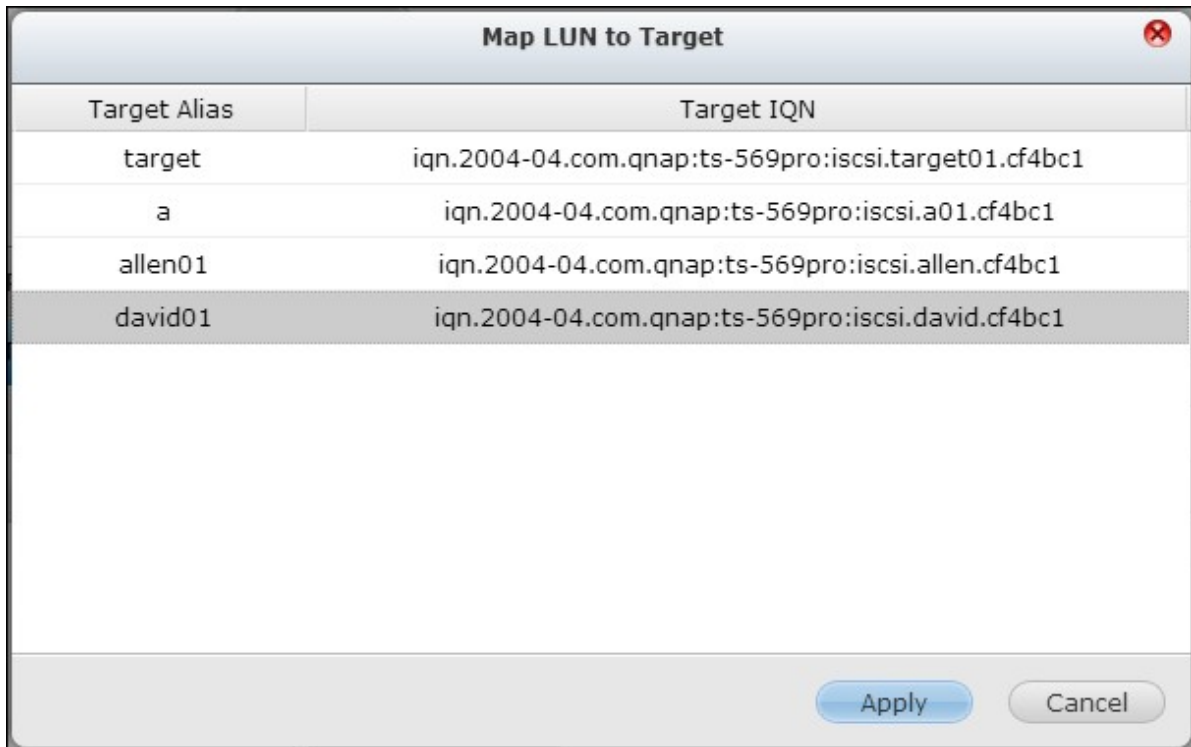 Map LUN to Target
Target Alias Target IQN
target iqn.2004-04.com.qnap:ts-569pro:iscsi.target01.cf4bc1
a iqn.2004-04.com.qnap:ts-569pro:iscsi.a01.cf4bc1
allen01 iqn.2004-04.com.qnap:ts-569pro:iscsi.allen.cf4bc1
david01 iqn.2004-04.com.qnap:ts-569pro:iscsi.david.cf4bc1
Apply Cancel